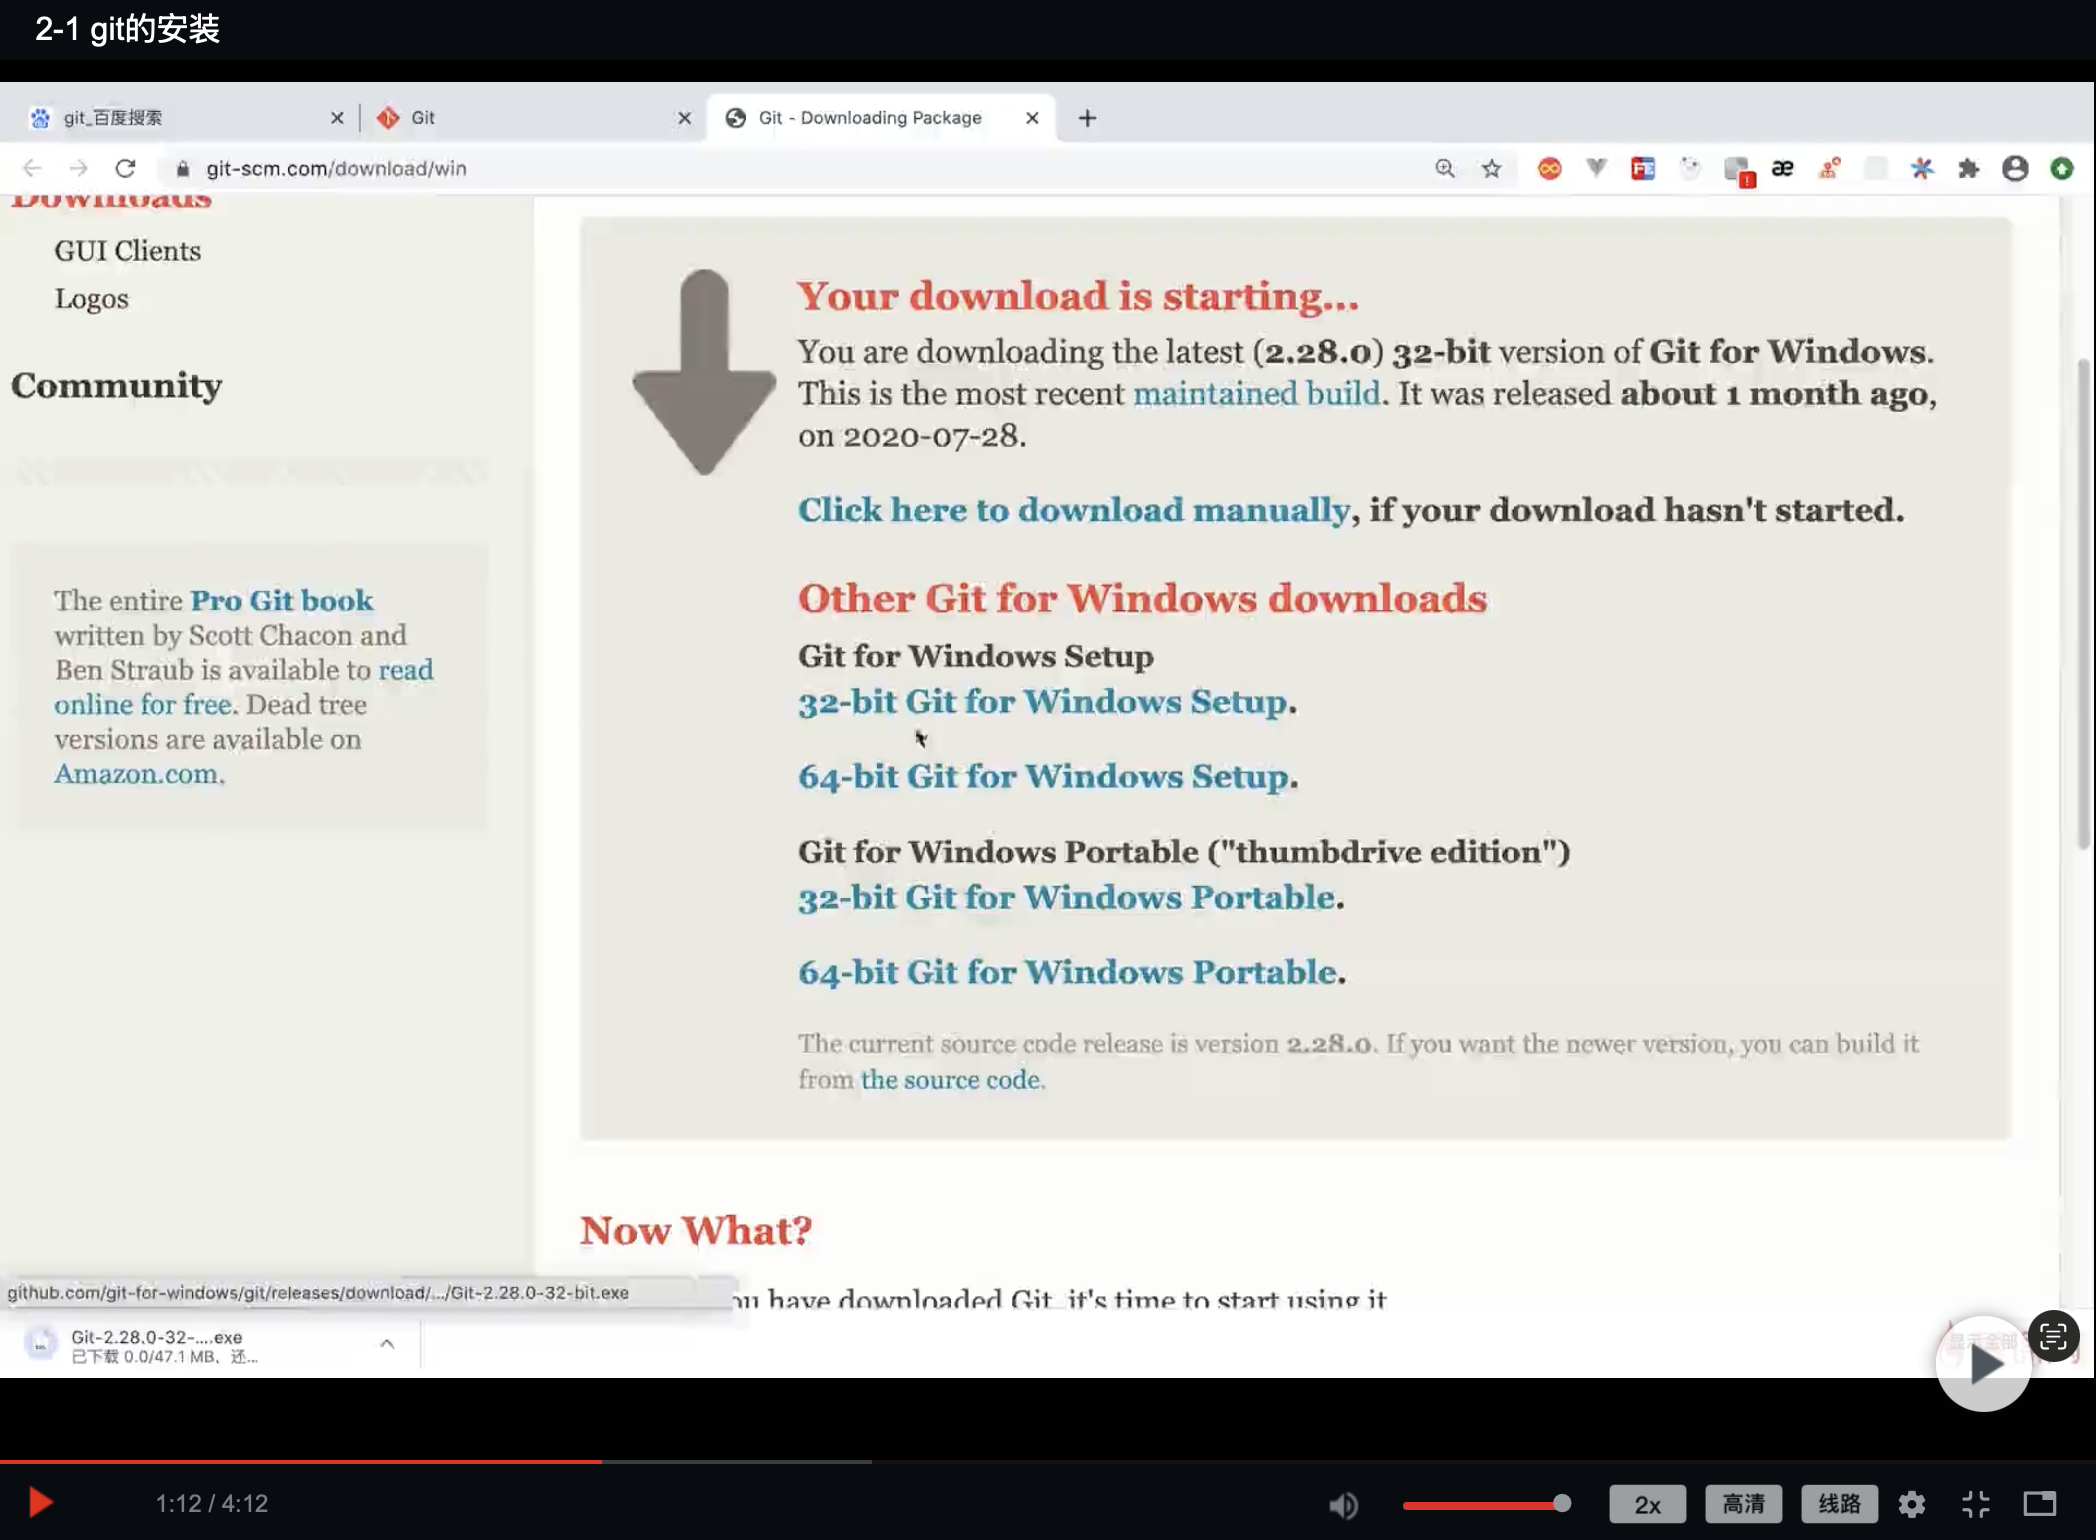 2-1 git的安装
git_百度搜索
Git
Git - Downloading Package
git-scm.com/download/win
Downloads
GUI Clients
Logos
Community
The entire Pro Git book
written by Scott Chacon and
Ben Straub is available to read
online for free. Dead tree
versions are available on
Amazon.com.
Your download is starting...
You are downloading the latest (2.28.0) 32-bit version of Git for Windows.
This is the most recent maintained build. It was released about 1 month ago,
on 2020-07-28.
Click here to download manually, if your download hasn't started.
Other Git for Windows downloads
Git for Windows Setup
32-bit Git for Windows Setup.
64-bit Git for Windows Setup.
Git for Windows Portable ("thumbdrive edition")
32-bit Git for Windows Portable.
64-bit Git for Windows Portable.
The current source code release is version 2.28.0. If you want the newer version, you can build it
from the source code.
Now What?
have downloaded Git, it's time to start using it
github.com/git-for-windows/git/releases/download/.../Git-2.28.0-32-bit.exe
Git-2.28.0-32-....exe
已下载 0.0/47.1 MB、还...
显示全部
1:12 / 4:12
2x
高清
线路